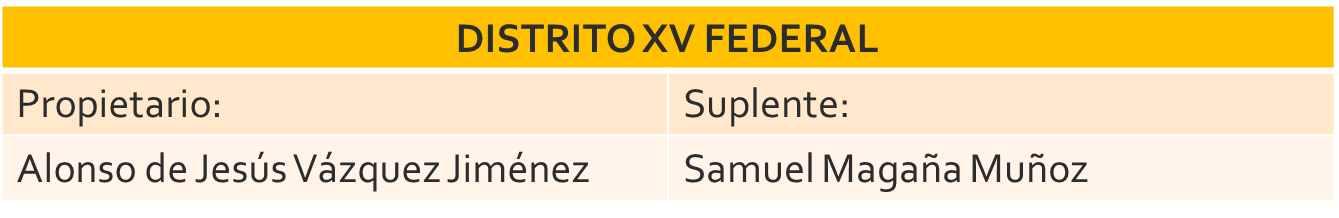 DISTRITO XV FEDERAL
Propietario: Suplente:
Alonso de Jesús Vázquez Jiménez Samuel Magaña Muñoz